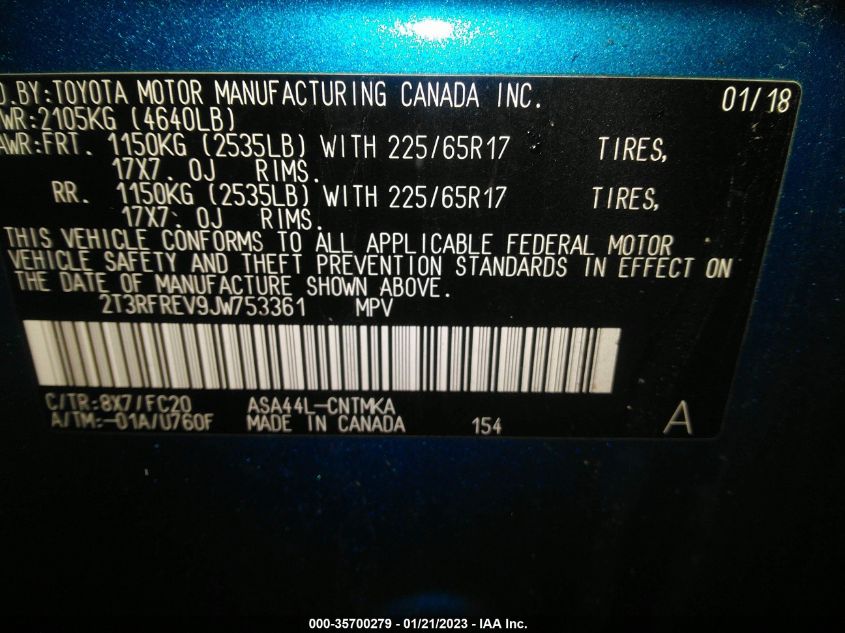 D.BY:TOYOTA MOTOR MANUFACTURING CANADA INC. 01/18
WR:2105KG (4640LB)
AWR:FRT. 1150KG (2535LB) WITH 225/65R17 TIRES,
17X7.0J RIMS.
RR. 1150KG (2535LB) WITH 225/65R17 TIRES,
17X7.0J RIMS.
THIS VEHICLE CONFORMS TO ALL APPLICABLE FEDERAL MOTOR
VEHICLE SAFETY AND THEFT PREVENTION STANDARDS IN EFFECT ON
THE DATE OF MANUFACTURE SHOWN ABOVE.
2T3RFREV9JW753361 MPV
C/TR:8X7/FC20 ASA44L-CNTMKA
A/TM:-01A/U760F MADE IN CANADA 154 A
000-35700279 - 01/21/2023 - IAA Inc.